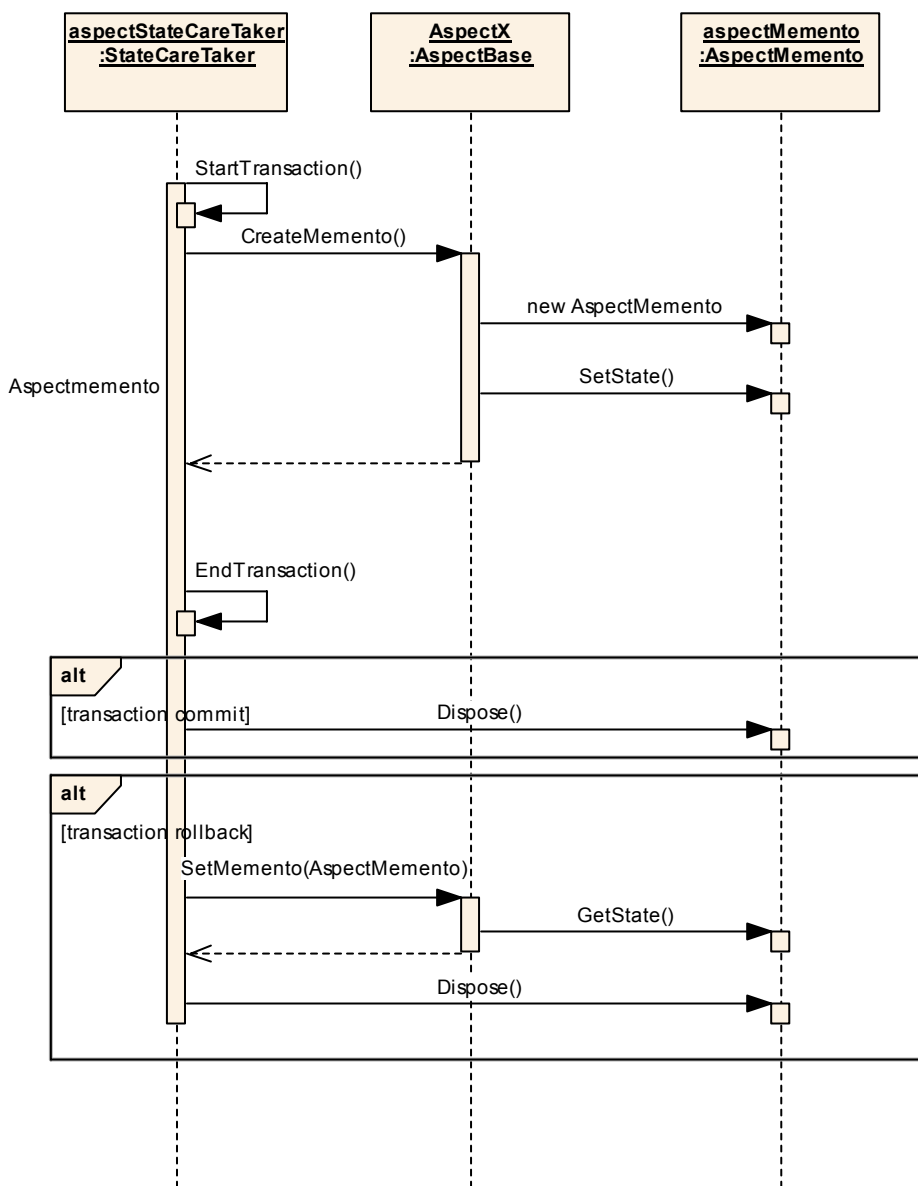 aspectStateCareTaker
:StateCareTaker
AspectX
:AspectBase
aspectMemento
:AspectMemento
StartTransaction()
CreateMemento()
new AspectMemento
SetState()
Aspectmemento
EndTransaction()
alt
[transaction commit]
Dispose()
alt
[transaction rollback]
SetMemento(AspectMemento)
GetState()
Dispose()